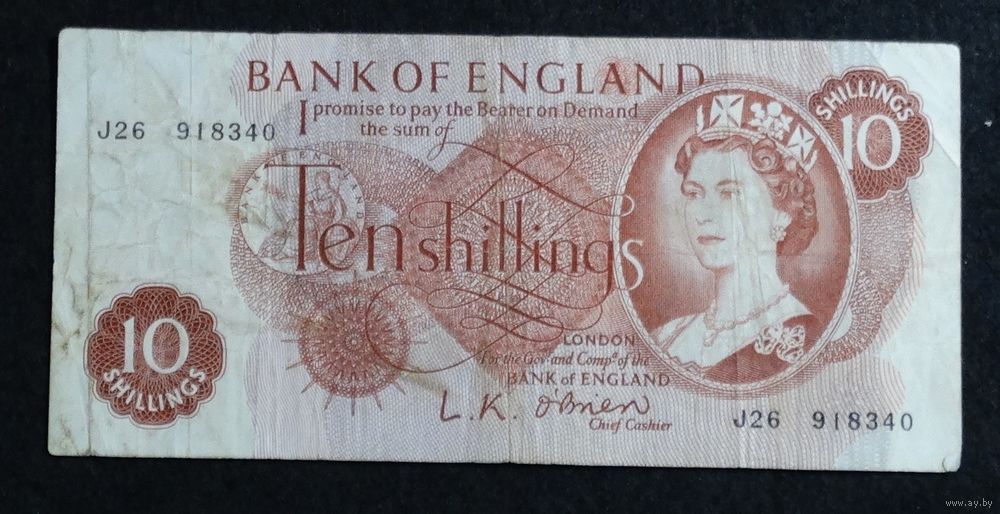 BANK OF ENGLAND
I promise to pay the Bearer on Demand
the sum of
J26 918340
10
SHILLINGS
Ten shillings
10
SHILLINGS
LONDON
For the Govr and Compa of the
BANK of ENGLAND
L.K. O'Brien
Chief Cashier
J26 918340
www.ay.by